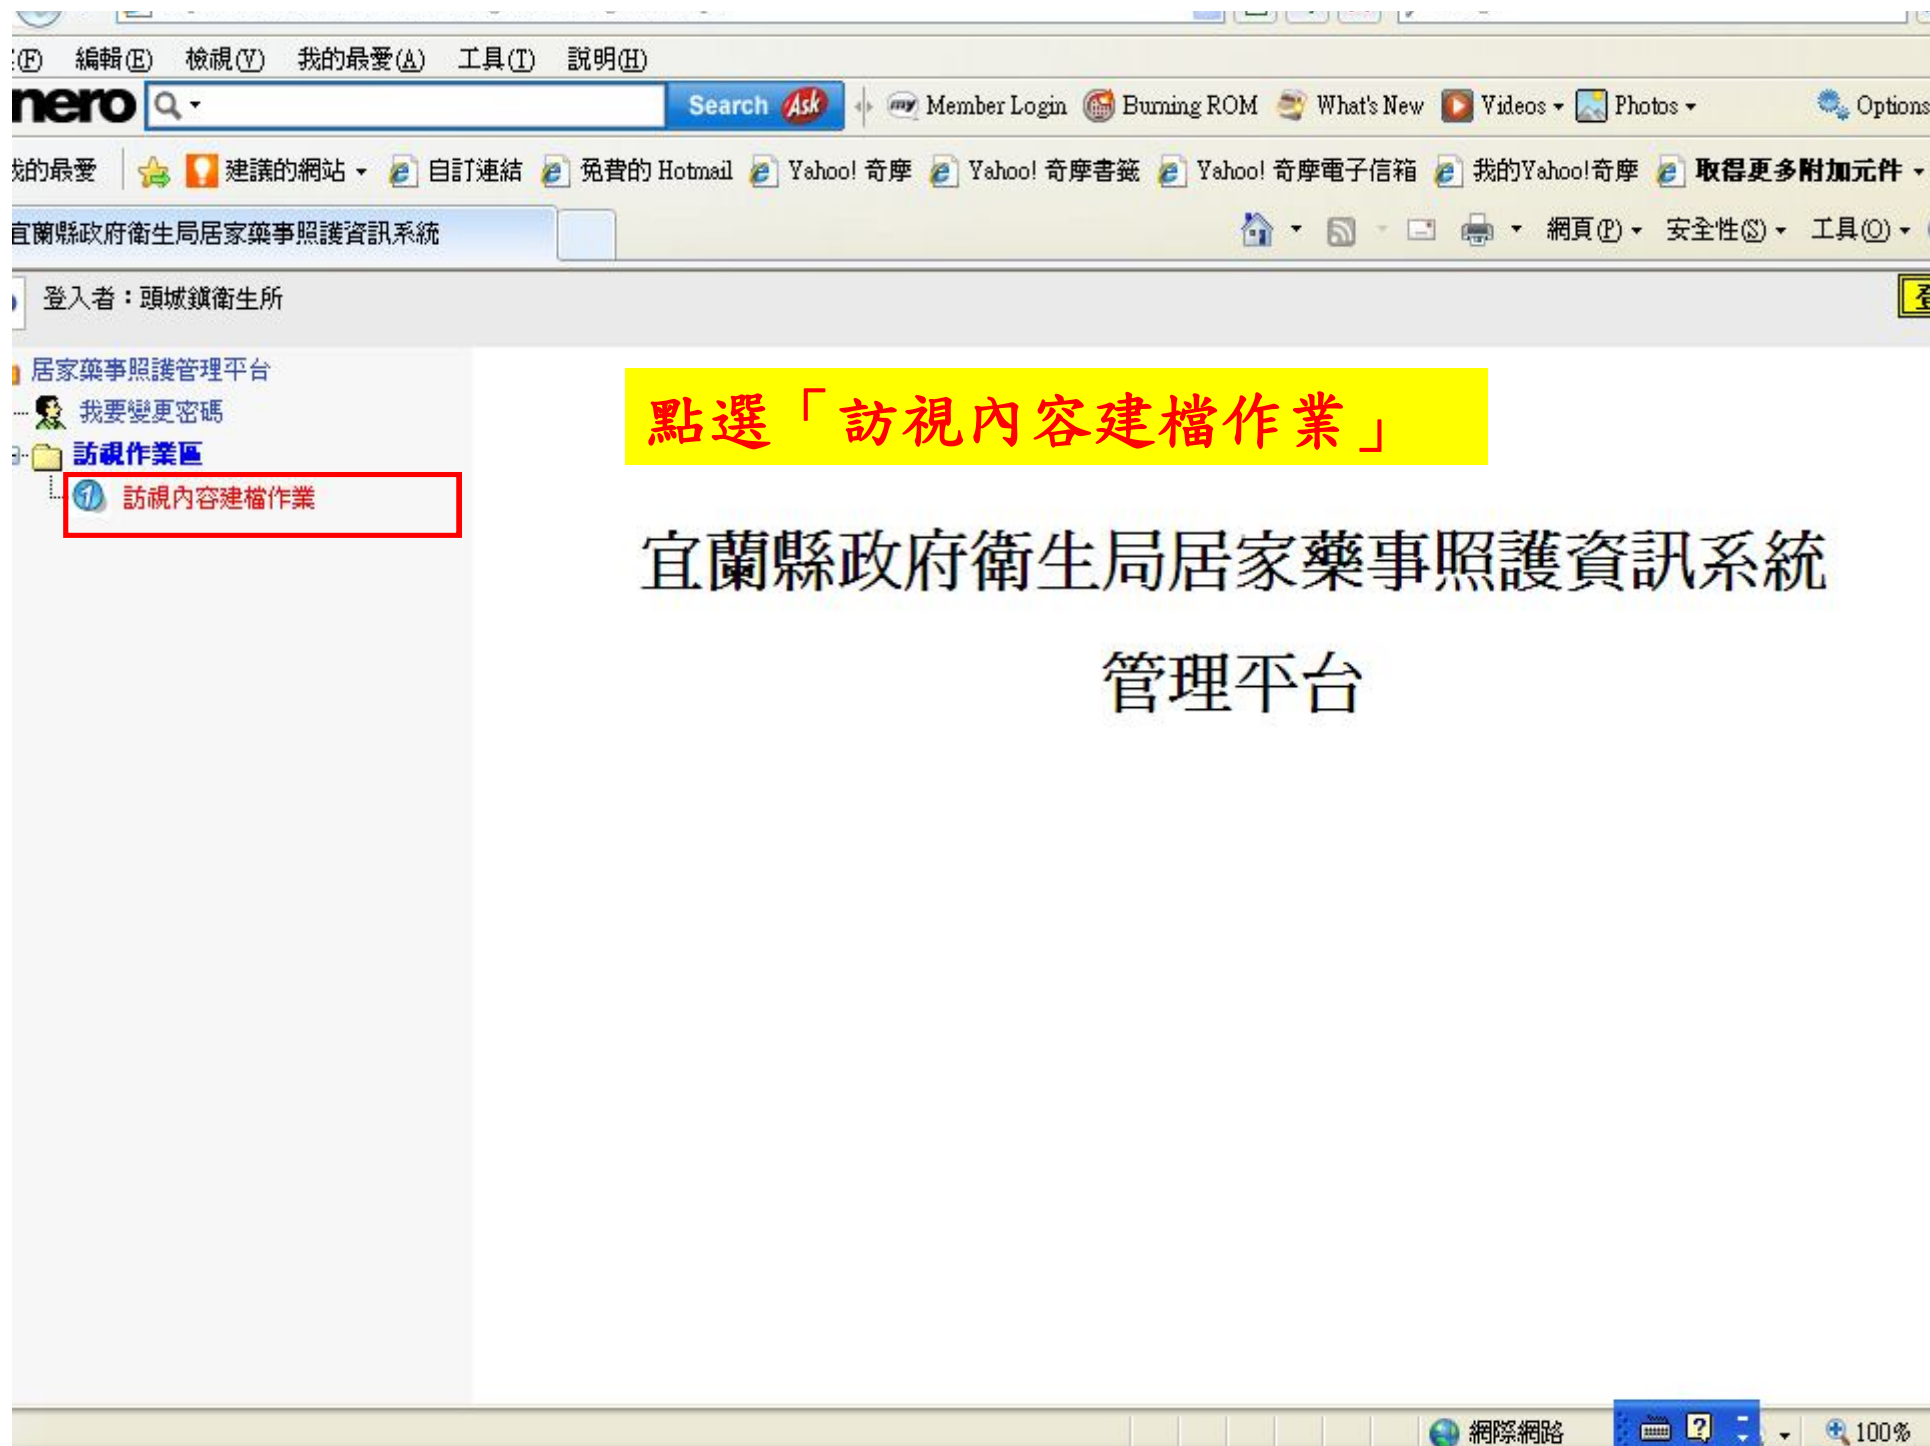 (F) 編輯(E) 檢視(V) 我的最愛(A) 工具(T) 說明(H)
nero Search Ask my Member Login Burning ROM What's New Videos Photos Options
我的最愛 建議的網站 自訂連結 免費的 Hotmail Yahoo! 奇摩 Yahoo! 奇摩書籤 Yahoo! 奇摩電子信箱 我的Yahoo!奇摩 取得更多附加元件
宜蘭縣政府衛生局居家藥事照護資訊系統 網頁(P) 安全性(S) 工具(O)
登入者：頭城鎮衛生所 登
居家藥事照護管理平台
我要變更密碼
訪視作業區
訪視內容建檔作業
點選「訪視內容建檔作業」
宜蘭縣政府衛生局居家藥事照護資訊系統
管理平台
網際網路 100%